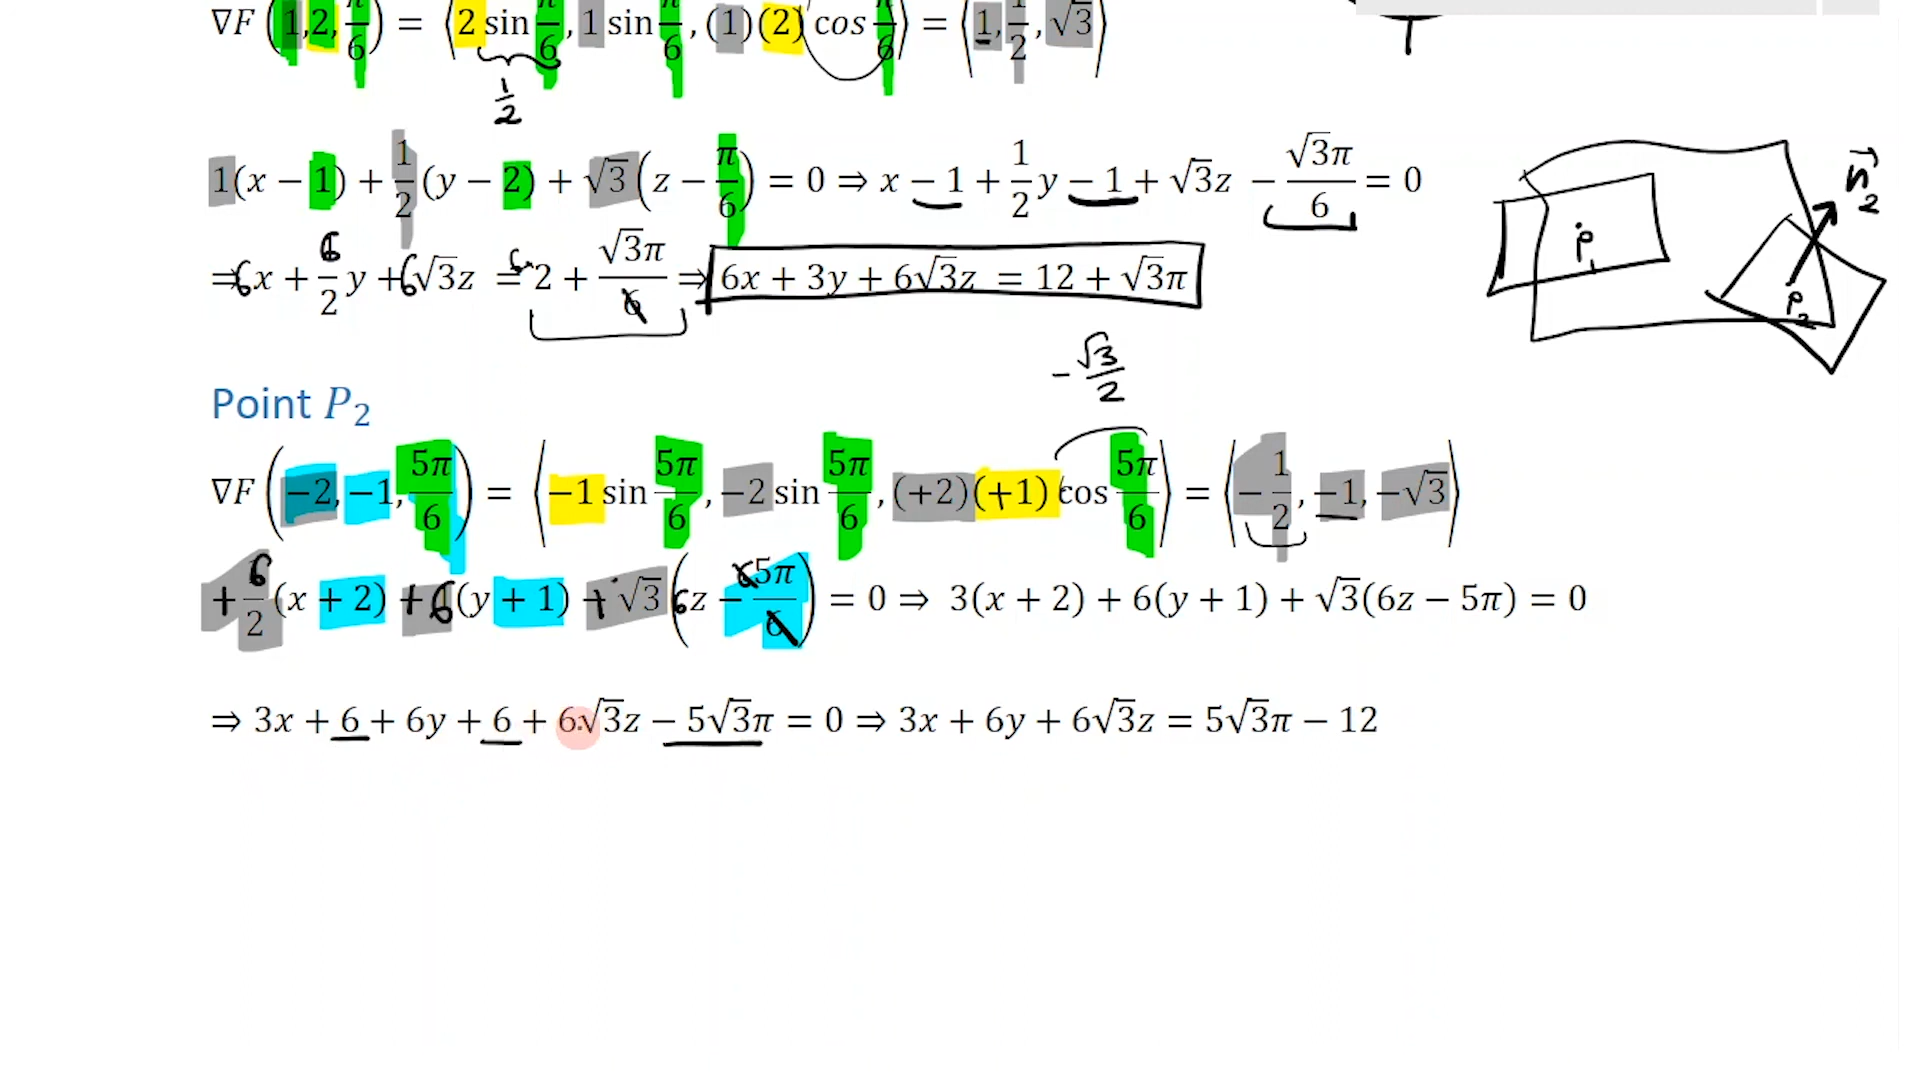 ∇F (1,2, π/6) = ⟨2 sin π/6, 1 sin π/6, (1)(2) cos π/6⟩ = ⟨1, 1/2, √3⟩
1/2
1(x − 1) + 1/2 (y − 2) + √3 (z − π/6) = 0 ⇒ x − 1 + 1/2 y − 1 + √3z − √3π/6 = 0
⇒ 6x + 6/2 y + 6√3z = 6×2 + √3π/6 ⇒ 6x + 3y + 6√3z = 12 + √3π
P1
P2
n⃗2
− √3/2
Point P2
∇F (−2, −1, 5π/6) = ⟨−1 sin 5π/6, −2 sin 5π/6, (+2)(+1) cos 5π/6⟩ = ⟨− 1/2, −1, −√3⟩
+ 6/2 (x + 2) + 6(y + 1) + √3 (6z − 6 5π/6) = 0 ⇒ 3(x + 2) + 6(y + 1) + √3(6z − 5π) = 0
⇒ 3x + 6 + 6y + 6 + 6√3z − 5√3π = 0 ⇒ 3x + 6y + 6√3z = 5√3π − 12